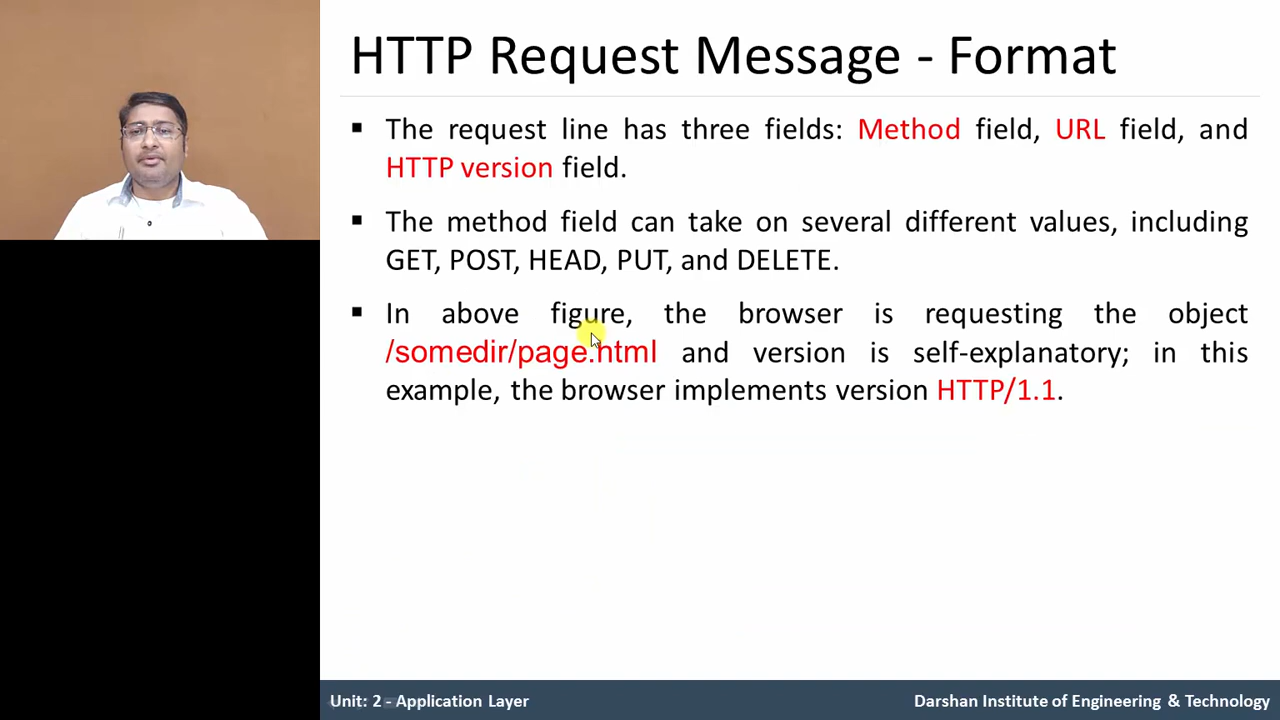 HTTP Request Message - Format
▪ The request line has three fields: Method field, URL field, and
HTTP version field.
▪ The method field can take on several different values, including
GET, POST, HEAD, PUT, and DELETE.
▪ In above figure, the browser is requesting the object
/somedir/page.html and version is self-explanatory; in this
example, the browser implements version HTTP/1.1.
Unit: 2 - Application Layer
Darshan Institute of Engineering & Technology